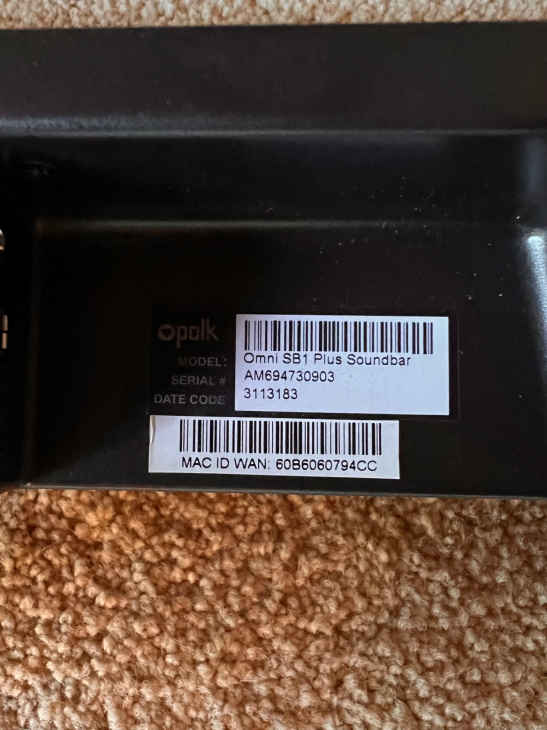 polk
MODEL: Omni SB1 Plus Soundbar
SERIAL # AM694730903
DATE CODE 3113183
MAC ID WAN: 60B6060794CC